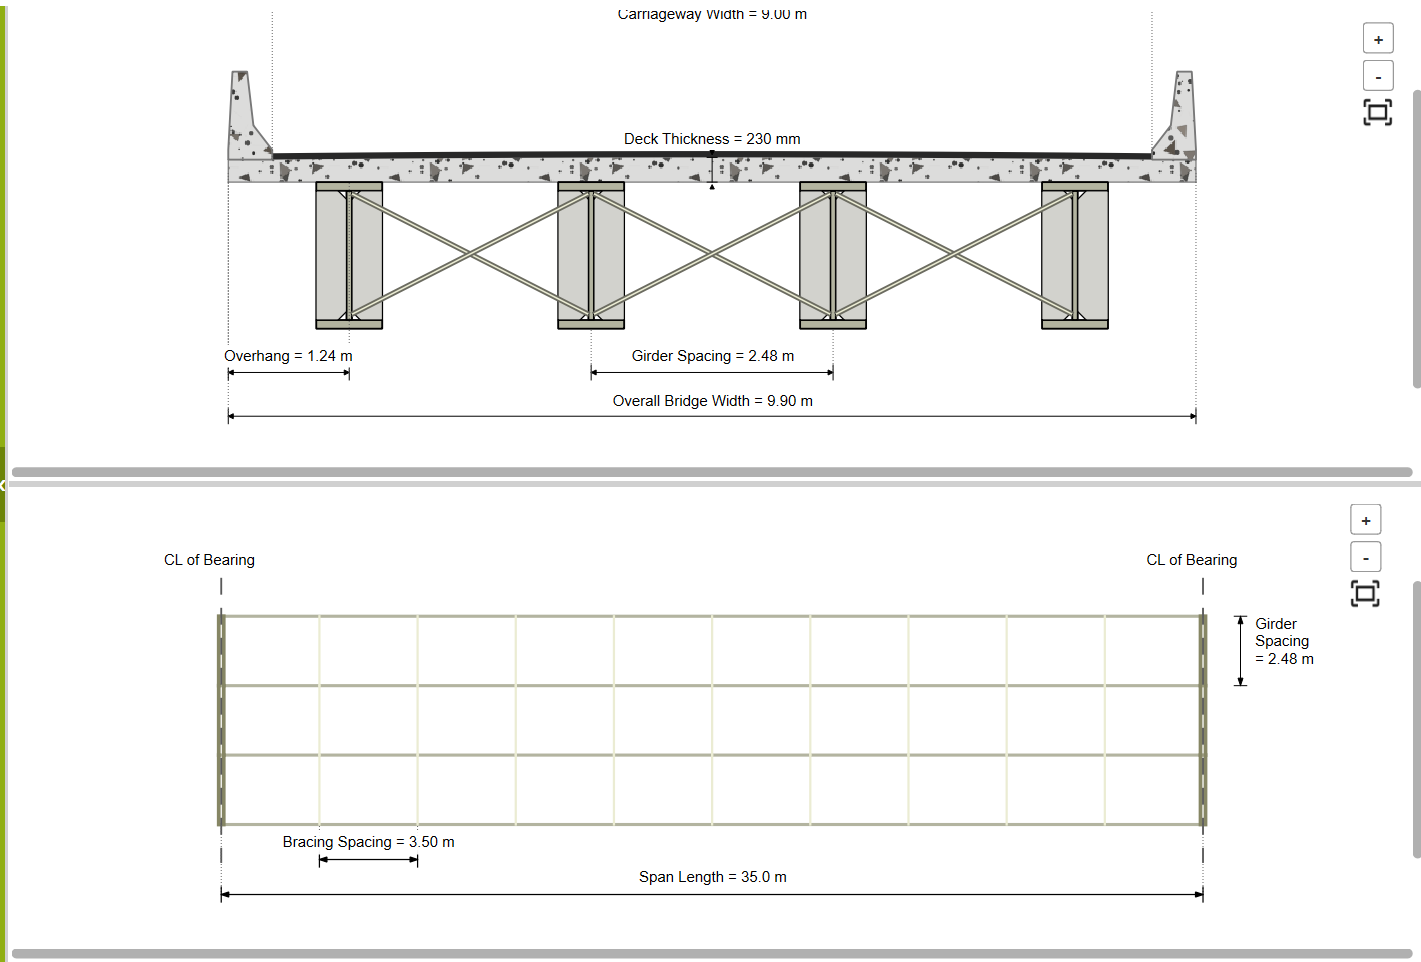 Carriageway Width = 9.00 m
+
-
Deck Thickness = 230 mm
Overhang = 1.24 m
Girder Spacing = 2.48 m
Overall Bridge Width = 9.90 m
+
-
CL of Bearing
CL of Bearing
Girder
Spacing
= 2.48 m
Bracing Spacing = 3.50 m
Span Length = 35.0 m